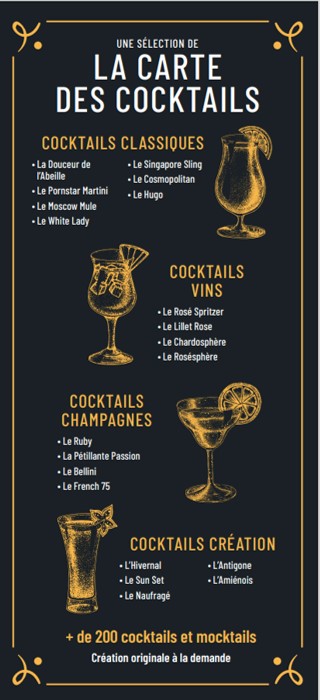 UNE SÉLECTION DE
LA CARTE
DES COCKTAILS
COCKTAILS CLASSIQUES
• La Douceur de
l'Abeille
• Le Pornstar Martini
• Le Moscow Mule
• Le White Lady
• Le Singapore Sling
• Le Cosmopolitan
• Le Hugo
COCKTAILS
VINS
• Le Rosé Spritzer
• Le Lillet Rose
• Le Chardosphère
• Le Rosésphère
COCKTAILS
CHAMPAGNES
• Le Ruby
• La Pétillante Passion
• Le Bellini
• Le French 75
COCKTAILS CRÉATION
• L'Hivernal
• Le Sun Set
• Le Naufragé
• L'Antigone
• L'Amiénois
+ de 200 cocktails et mocktails
Création originale à la demande